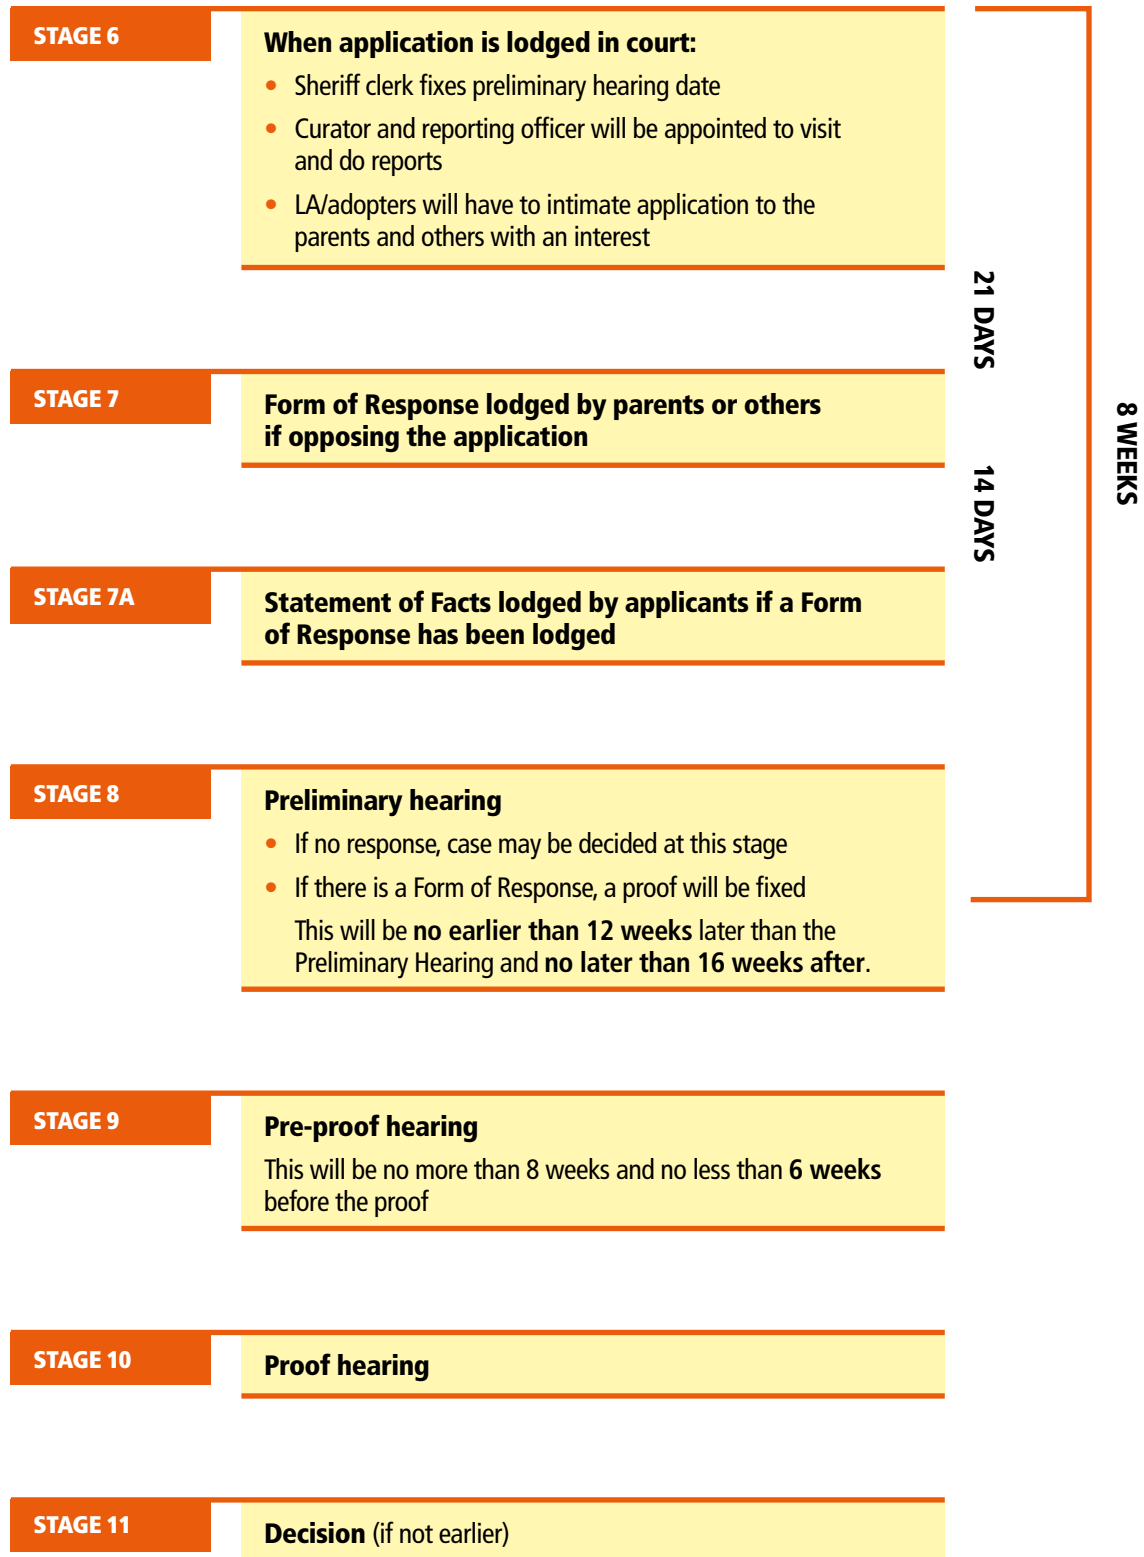 STAGE 6
When application is lodged in court:
• Sheriff clerk fixes preliminary hearing date
• Curator and reporting officer will be appointed to visit
and do reports
• LA/adopters will have to intimate application to the
parents and others with an interest
21 DAYS
8 WEEKS
STAGE 7
Form of Response lodged by parents or others
if opposing the application
14 DAYS
STAGE 7A
Statement of Facts lodged by applicants if a Form
of Response has been lodged
STAGE 8
Preliminary hearing
• If no response, case may be decided at this stage
• If there is a Form of Response, a proof will be fixed
This will be no earlier than 12 weeks later than the
Preliminary Hearing and no later than 16 weeks after.
STAGE 9
Pre-proof hearing
This will be no more than 8 weeks and no less than 6 weeks
before the proof
STAGE 10
Proof hearing
STAGE 11
Decision (if not earlier)